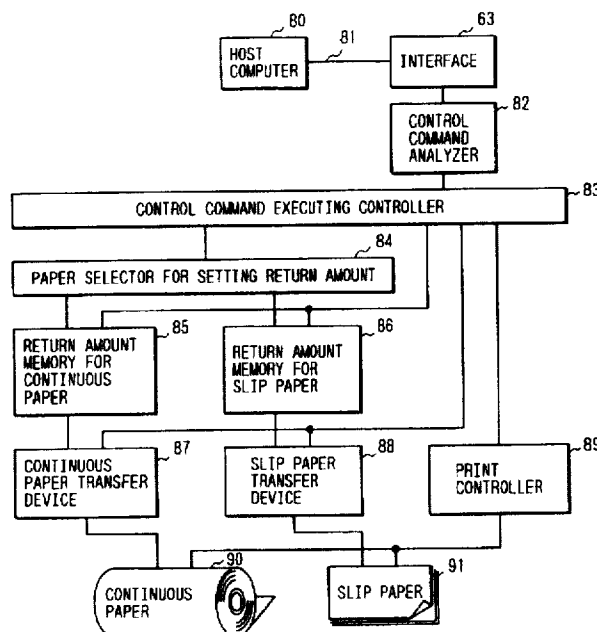 80
81
63
HOST
COMPUTER
INTERFACE
82
CONTROL
COMMAND
ANALYZER
83
CONTROL COMMAND EXECUTING CONTROLLER
84
PAPER SELECTOR FOR SETTING RETURN AMOUNT
85
86
RETURN AMOUNT
MEMORY FOR
CONTINUOUS
PAPER
RETURN AMOUNT
MEMORY FOR
SLIP PAPER
87
88
89
CONTINUOUS
PAPER TRANSFER
DEVICE
SLIP PAPER
TRANSFER
DEVICE
PRINT
CONTROLLER
90
91
CONTINUOUS
PAPER
SLIP PAPER